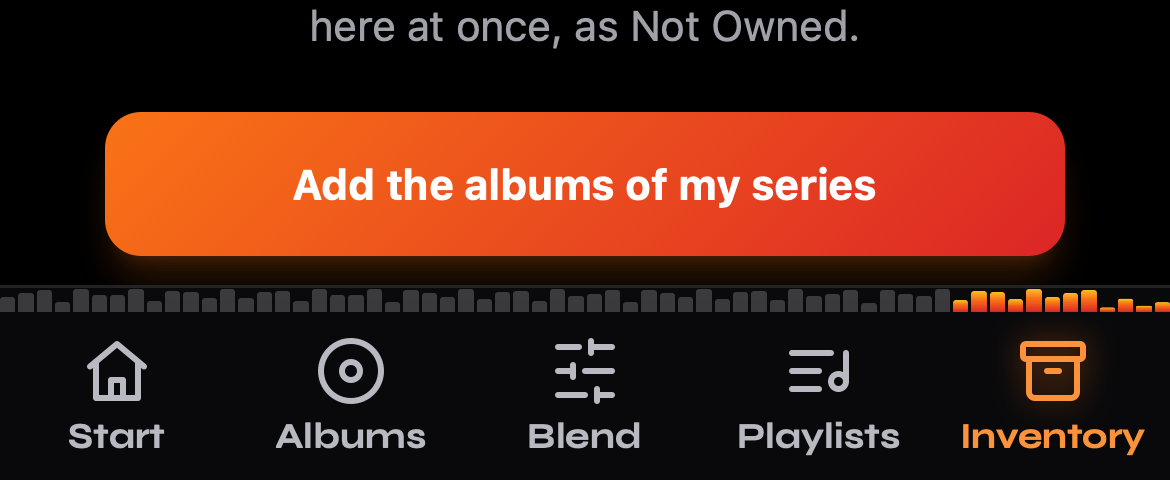 here at once, as Not Owned.
Add the albums of my series
Start
Albums
Blend
Playlists
Inventory